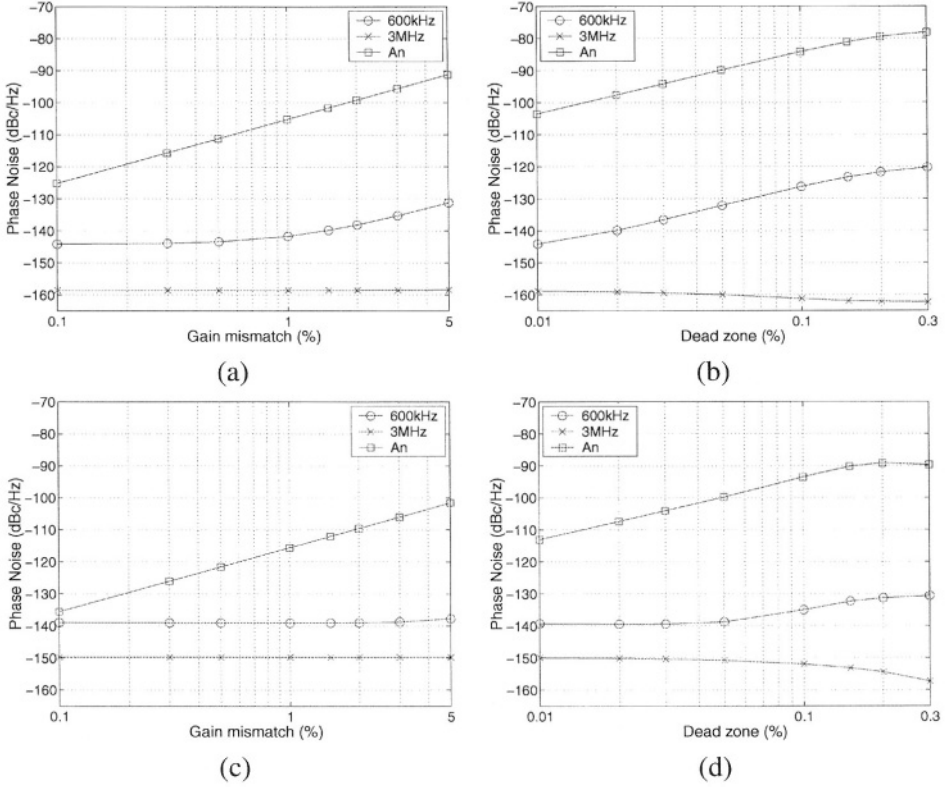 −70
−80
−90
−100
−110
−120
−130
−140
−150
−160
Phase Noise (dBc/Hz)
600kHz
3MHz
An
0.1
1
5
Gain mismatch (%)
(a)
−70
−80
−90
−100
−110
−120
−130
−140
−150
−160
Phase Noise (dBc/Hz)
600kHz
3MHz
An
0.01
0.1
0.3
Dead zone (%)
(b)
−70
−80
−90
−100
−110
−120
−130
−140
−150
−160
Phase Noise (dBc/Hz)
600kHz
3MHz
An
0.1
1
5
Gain mismatch (%)
(c)
−70
−80
−90
−100
−110
−120
−130
−140
−150
−160
Phase Noise (dBc/Hz)
600kHz
3MHz
An
0.01
0.1
0.3
Dead zone (%)
(d)